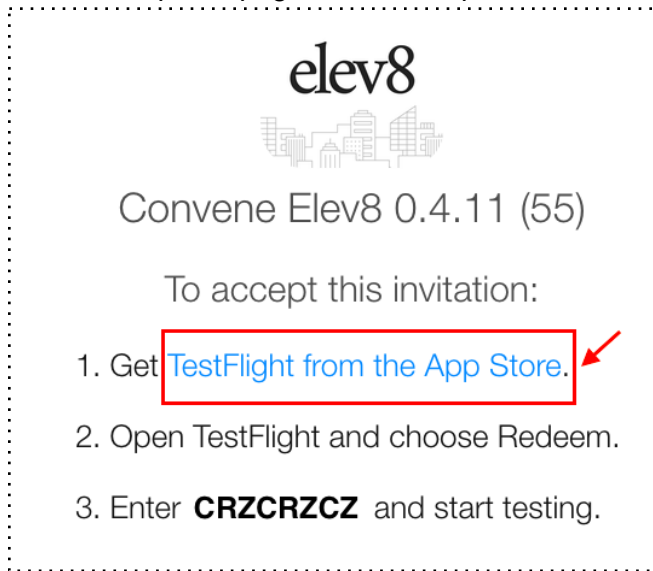 elev8
Convene Elev8 0.4.11 (55)
To accept this invitation:
1. Get TestFlight from the App Store.
2. Open TestFlight and choose Redeem.
3. Enter CRZCRZCZ and start testing.